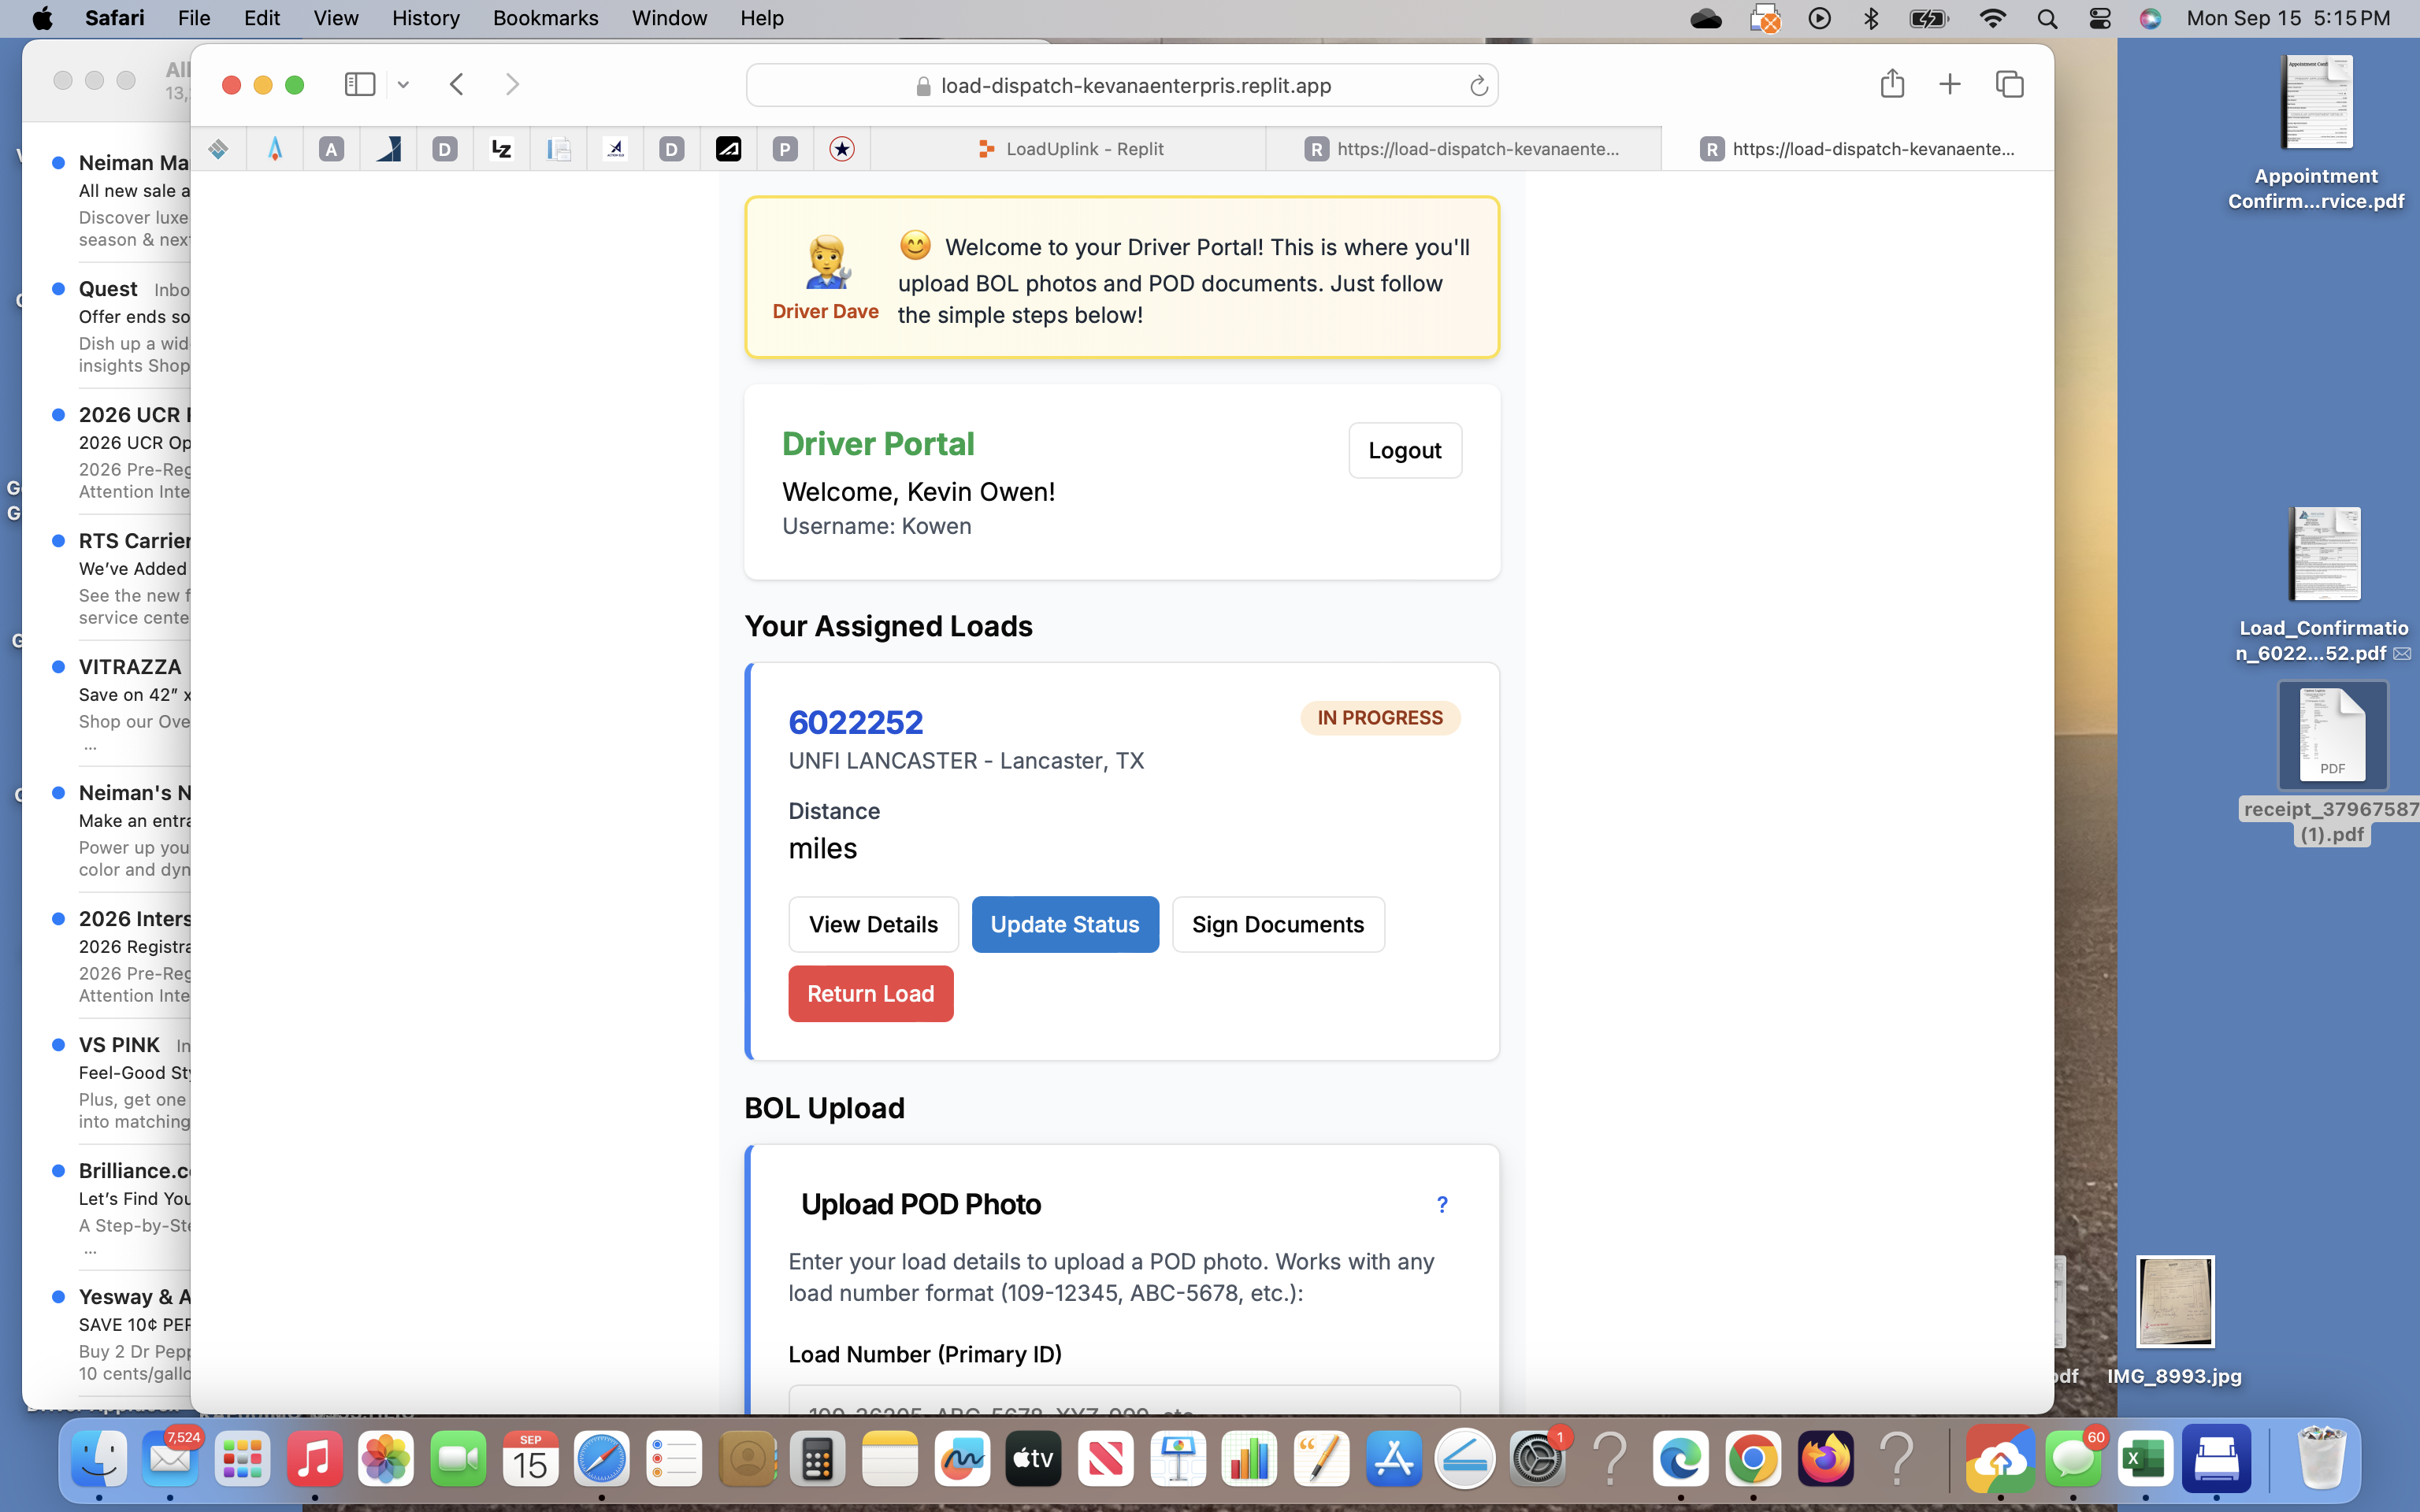 Safari File Edit View History Bookmarks Window Help
Mon Sep 15 5:15 PM
All
13,
load-dispatch-kevanaenterpris.replit.app
A
D
LZ
D
P
LoadUplink - Replit
R https://load-dispatch-kevanaente...
R https://load-dispatch-kevanaente...
Neiman Ma
All new sale a
Discover luxe
season & nex
Quest Inbo
Offer ends so
Dish up a wid
insights Shop
2026 UCR
2026 UCR Op
2026 Pre-Reg
Attention Inte
RTS Carrier
We've Added
See the new f
service cente
VITRAZZA
Save on 42" x
Shop our Ove
...
Neiman's N
Make an entra
Power up you
color and dyn
2026 Inters
2026 Registra
2026 Pre-Reg
Attention Inte
VS PINK In
Feel-Good Sty
Plus, get one
into matching
Brilliance.c
Let's Find You
A Step-by-Ste
...
Yesway & A
SAVE 10¢ PER
Buy 2 Dr Pepp
10 cents/gallo
Driver Dave
😊 Welcome to your Driver Portal! This is where you'll
upload BOL photos and POD documents. Just follow
the simple steps below!
Driver Portal
Logout
Welcome, Kevin Owen!
Username: Kowen
Your Assigned Loads
6022252
IN PROGRESS
UNFI LANCASTER - Lancaster, TX
Distance
miles
View Details
Update Status
Sign Documents
Return Load
BOL Upload
Upload POD Photo
?
Enter your load details to upload a POD photo. Works with any
load number format (109-12345, ABC-5678, etc.):
Load Number (Primary ID)
Appointment
Confirm...rvice.pdf
Load_Confirmatio
n_6022...52.pdf
PDF
receipt_37967587
(1).pdf
pdf
IMG_8993.jpg
7,524
SEP
15
tv
1
60